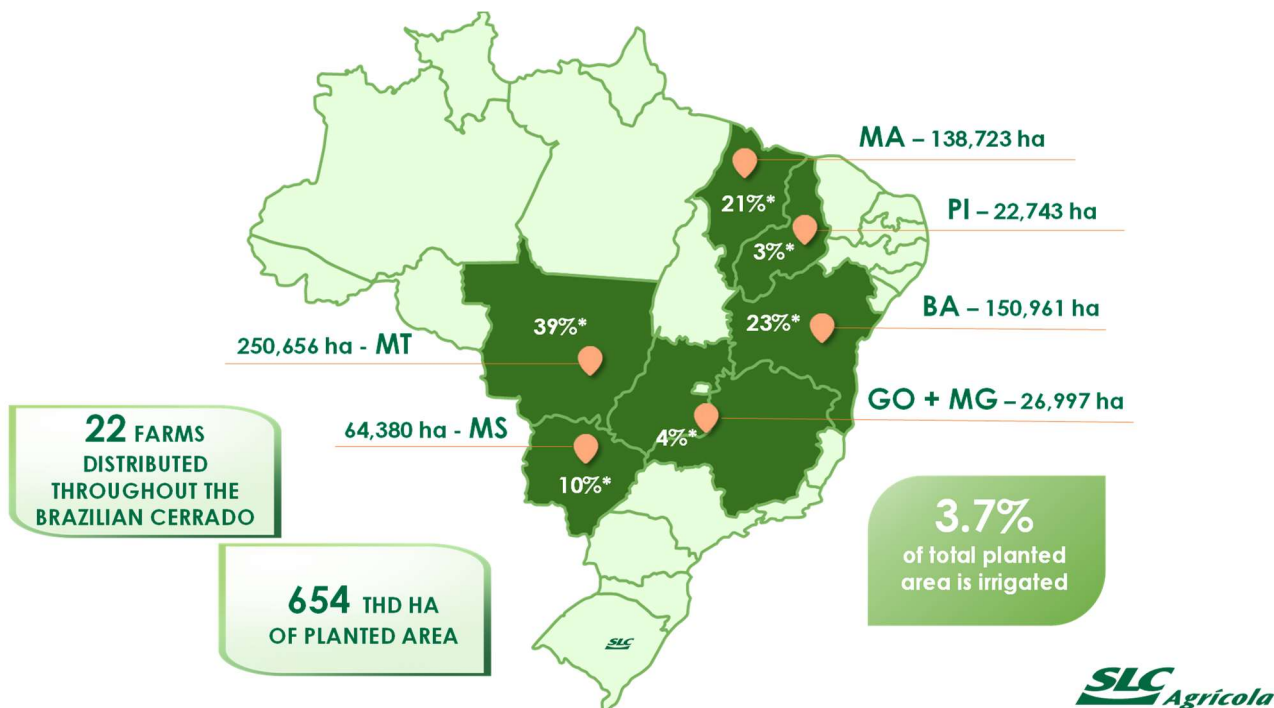 MA – 138,723 ha
21%*
PI – 22,743 ha
3%*
BA – 150,961 ha
23%*
39%*
250,656 ha - MT
GO + MG – 26,997 ha
4%*
64,380 ha - MS
10%*
22 FARMS
DISTRIBUTED
THROUGHOUT THE
BRAZILIAN CERRADO
3.7%
of total planted
area is irrigated
654 THD HA
OF PLANTED AREA
SLC
SLC Agrícola